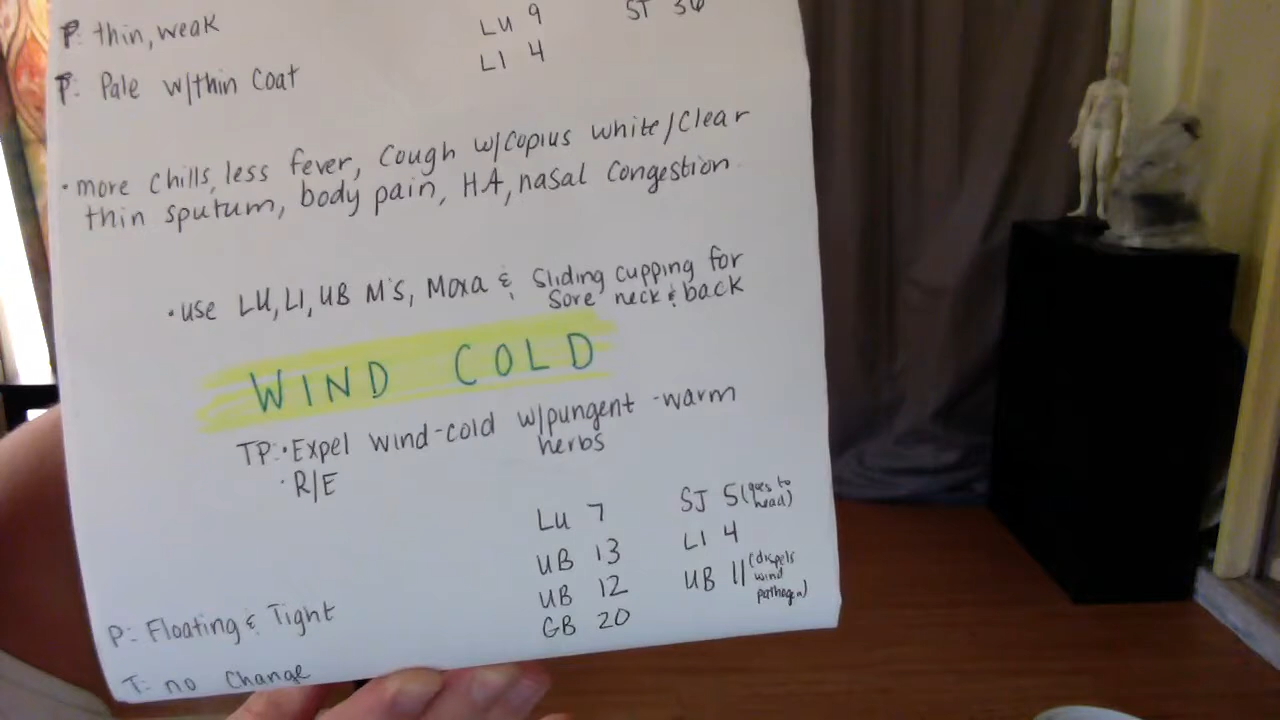 P: thin, weak
LU 9
ST 36
LI 4
T: Pale w/thin coat
• more chills, less fever, cough w/copius white/clear
thin sputum, body pain, HA, nasal congestion
• use LU, LI, UB M's, Moxa & sliding cupping for
sore neck & back
WIND COLD
TP: • Expel wind-cold w/pungent -warm
herbs
• R/E
Lu 7
SJ 5 (goes to
head)
UB 13
LI 4
UB 12
UB 11 (dispels
wind
pathogen)
GB 20
P: Floating & Tight
T: no change